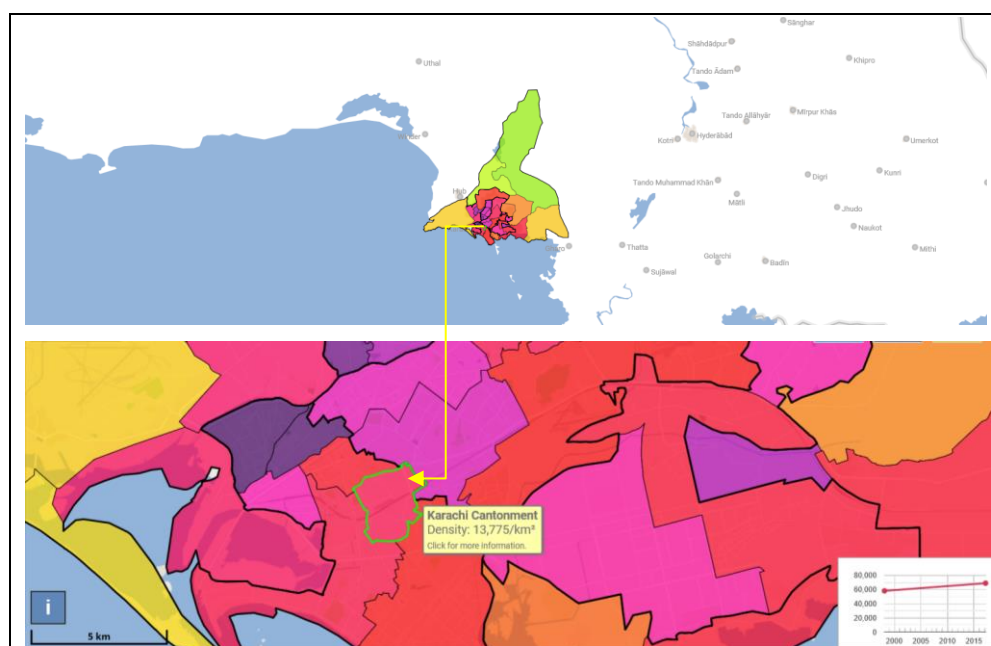 Sānghar
Shāhdādpur
Khipro
Uthal
Tando Ādam
Mīrpur Khās
Tando Allāhyār
Hyderābād
Kotri
Umerkot
Kunri
Digri
Tando Muhammad Khān
Hub
Mātli
Jhudo
Naukot
Thatta
Mithi
Golarchi
Badīn
Sujāwal
Karachi Cantonment
Density: 13,775/km²
Click for more information.
i
5 km
80,000
60,000
40,000
20,000
0
2000 2005 2010 2015